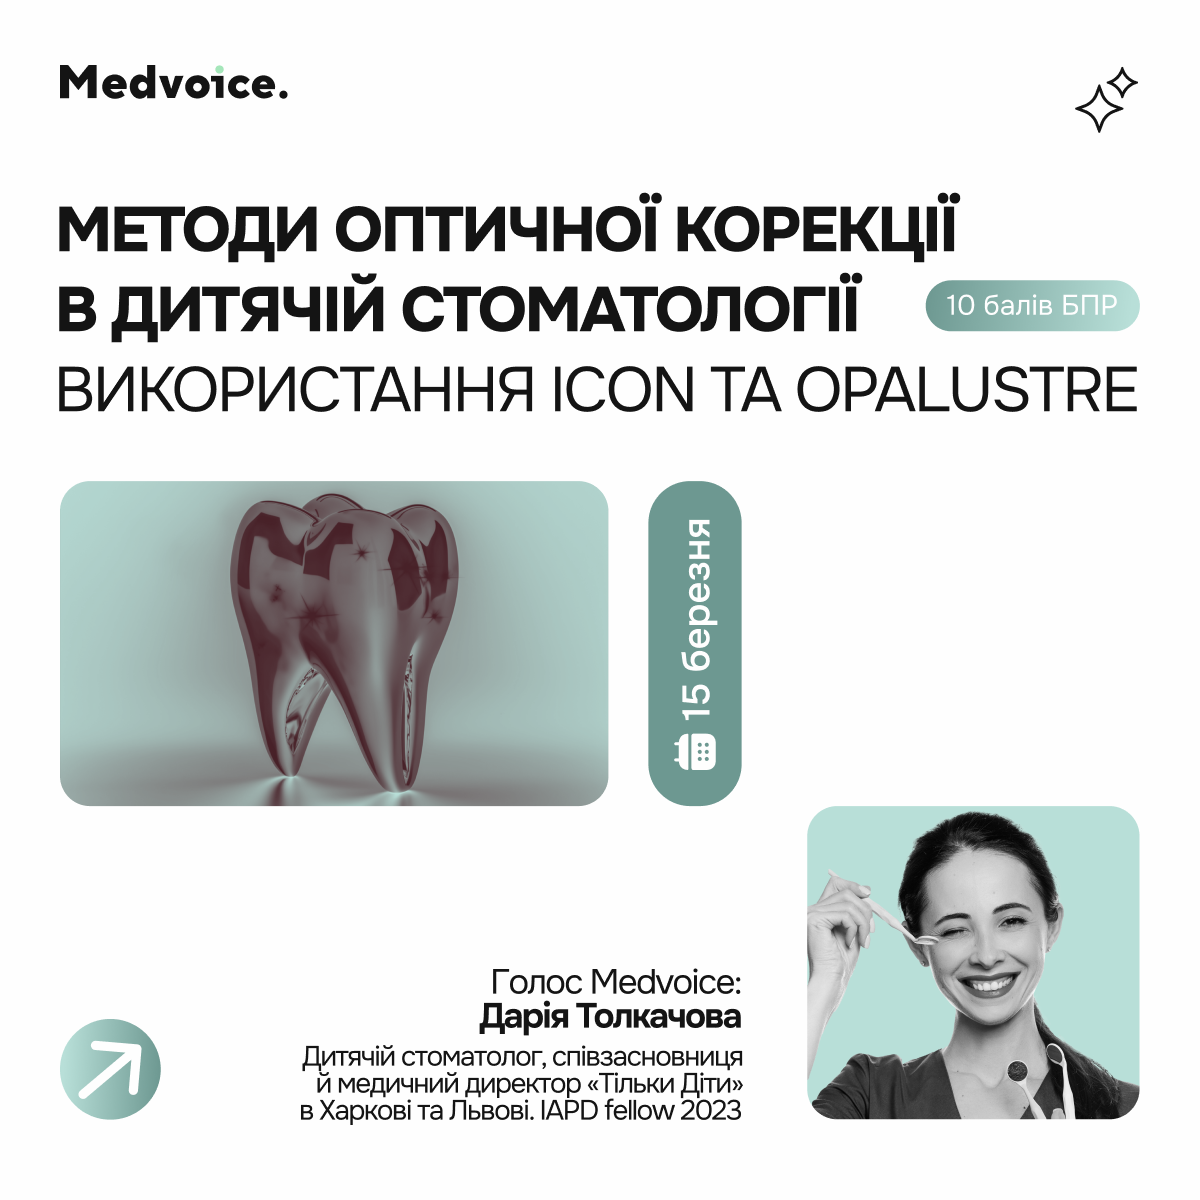 Medvoice.
МЕТОДИ ОПТИЧНОЇ КОРЕКЦІЇ
В ДИТЯЧІЙ СТОМАТОЛОГІЇ
10 балів БПР
ВИКОРИСТАННЯ ICON ТА OPALUSTRE
15 березня
Голос Medvoice:
Дарія Толкачова
Дитячій стоматолог, співзасновниця
й медичний директор «Тільки Діти»
в Харкові та Львові. IAPD fellow 2023